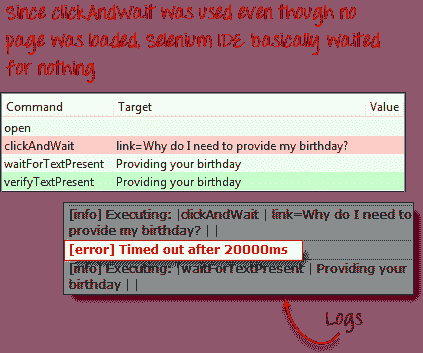 Since clickAndWait was used even though no
page was loaded, Selenium IDE basically waited
for nothing
Command Target Value
open
clickAndWait link=Why do I need to provide my birthday?
waitForTextPresent Providing your birthday
verifyTextPresent Providing your birthday
[info] Executing: |clickAndWait | link=Why do I need to
provide my birthday? | |
[error] Timed out after 20000ms
[info] Executing: |waitForTextPresent | Providing your
birthday | |
Logs